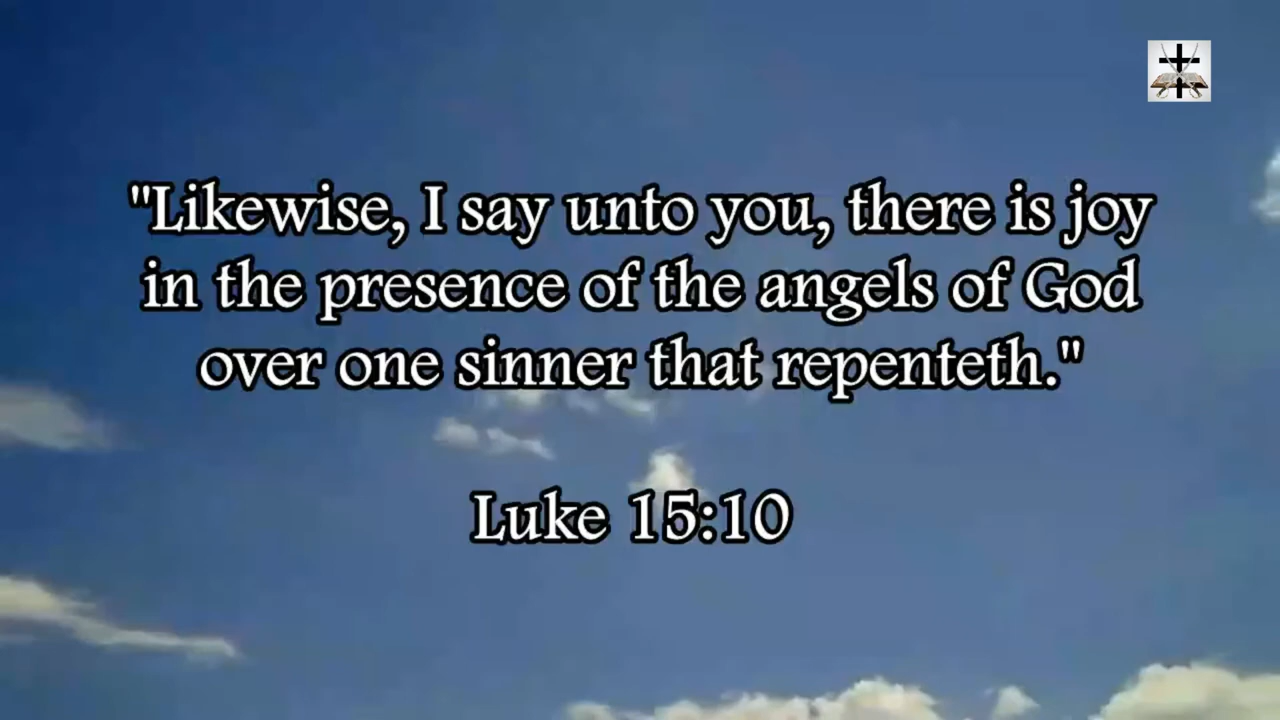 "Likewise, I say unto you, there is joy
in the presence of the angels of God
over one sinner that repenteth."
Luke 15:10